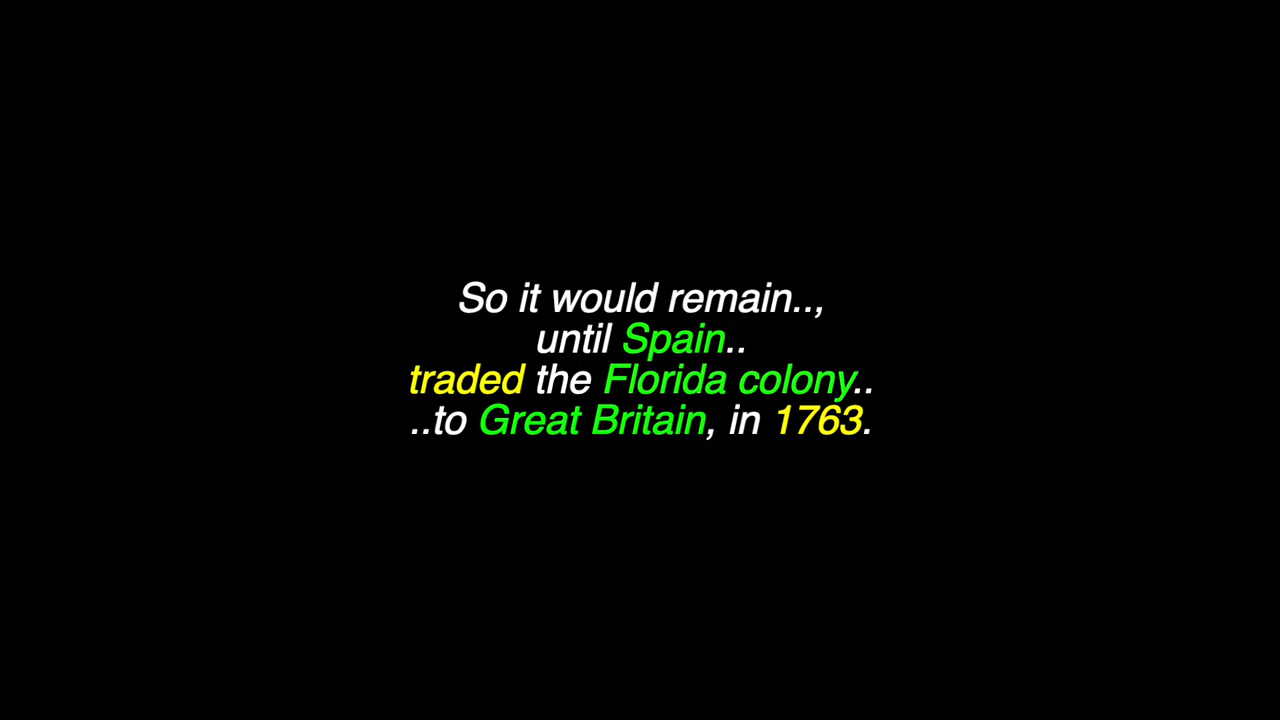 So it would remain..,
until Spain..
traded the Florida colony..
..to Great Britain, in 1763.